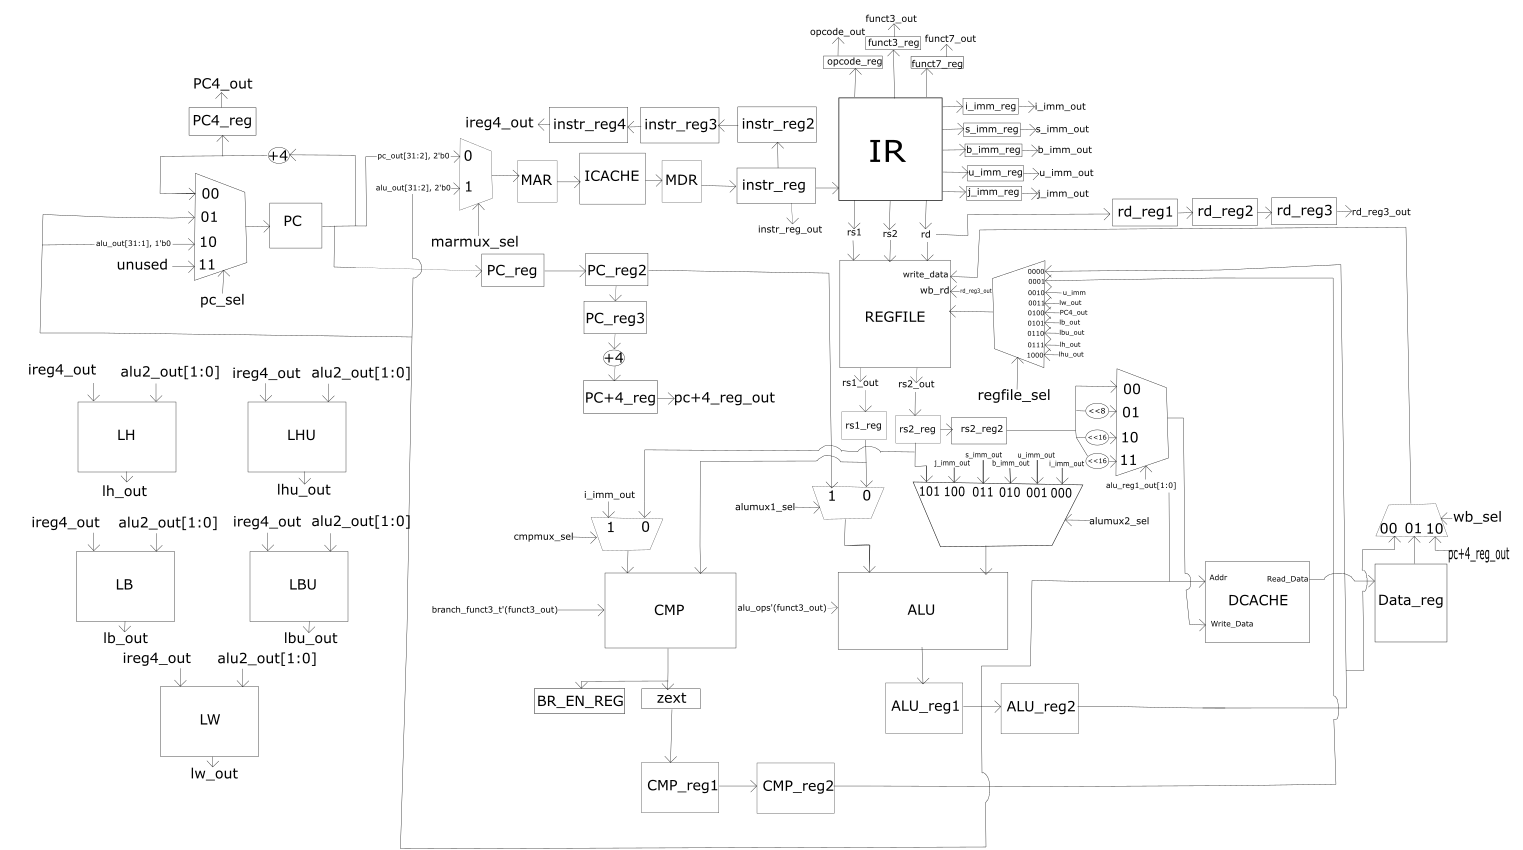 funct3_out
opcode_out
funct3_reg
funct7_out
opcode_reg
funct7_reg
PC4_out
PC4_reg
+4
ireg4_out
instr_reg4
instr_reg3
instr_reg2
IR
i_imm_reg
i_imm_out
s_imm_reg
s_imm_out
b_imm_reg
b_imm_out
u_imm_reg
u_imm_out
j_imm_reg
j_imm_out
pc_out[31:2], 2'b0
0
alu_out[31:2], 2'b0
1
MAR
ICACHE
MDR
instr_reg
instr_reg_out
marmux_sel
00
01
alu_out[31:1], 1'b0
10
unused
11
pc_sel
PC
rs1
rs2
rd
rd_reg1
rd_reg2
rd_reg3
rd_reg3_out
PC_reg
PC_reg2
PC_reg3
+4
PC+4_reg
pc+4_reg_out
write_data
wb_rd
rd_reg3_out
REGFILE
0000
0001
0010
u_imm
0011
lw_out
0100
PC4_out
0101
lb_out
0110
lbu_out
0111
lh_out
1000
lhu_out
regfile_sel
rs1_out
rs2_out
rs1_reg
rs2_reg
rs2_reg2
00
<<8
01
<<16
10
<<16
11
alu_reg1_out[1:0]
ireg4_out
alu2_out[1:0]
LH
lh_out
ireg4_out
alu2_out[1:0]
LHU
lhu_out
ireg4_out
alu2_out[1:0]
LB
lb_out
ireg4_out
alu2_out[1:0]
LBU
lbu_out
ireg4_out
alu2_out[1:0]
LW
lw_out
i_imm_out
1
0
cmpmux_sel
1
0
alumux1_sel
j_imm_out
s_imm_out
b_imm_out
u_imm_out
i_imm_out
101 100 011 010 001 000
alumux2_sel
branch_funct3_t'(funct3_out)
CMP
alu_ops'(funct3_out)
ALU
Addr
Read_Data
DCACHE
Write_Data
00 01 10
wb_sel
pc+4_reg_out
Data_reg
BR_EN_REG
zext
ALU_reg1
ALU_reg2
CMP_reg1
CMP_reg2